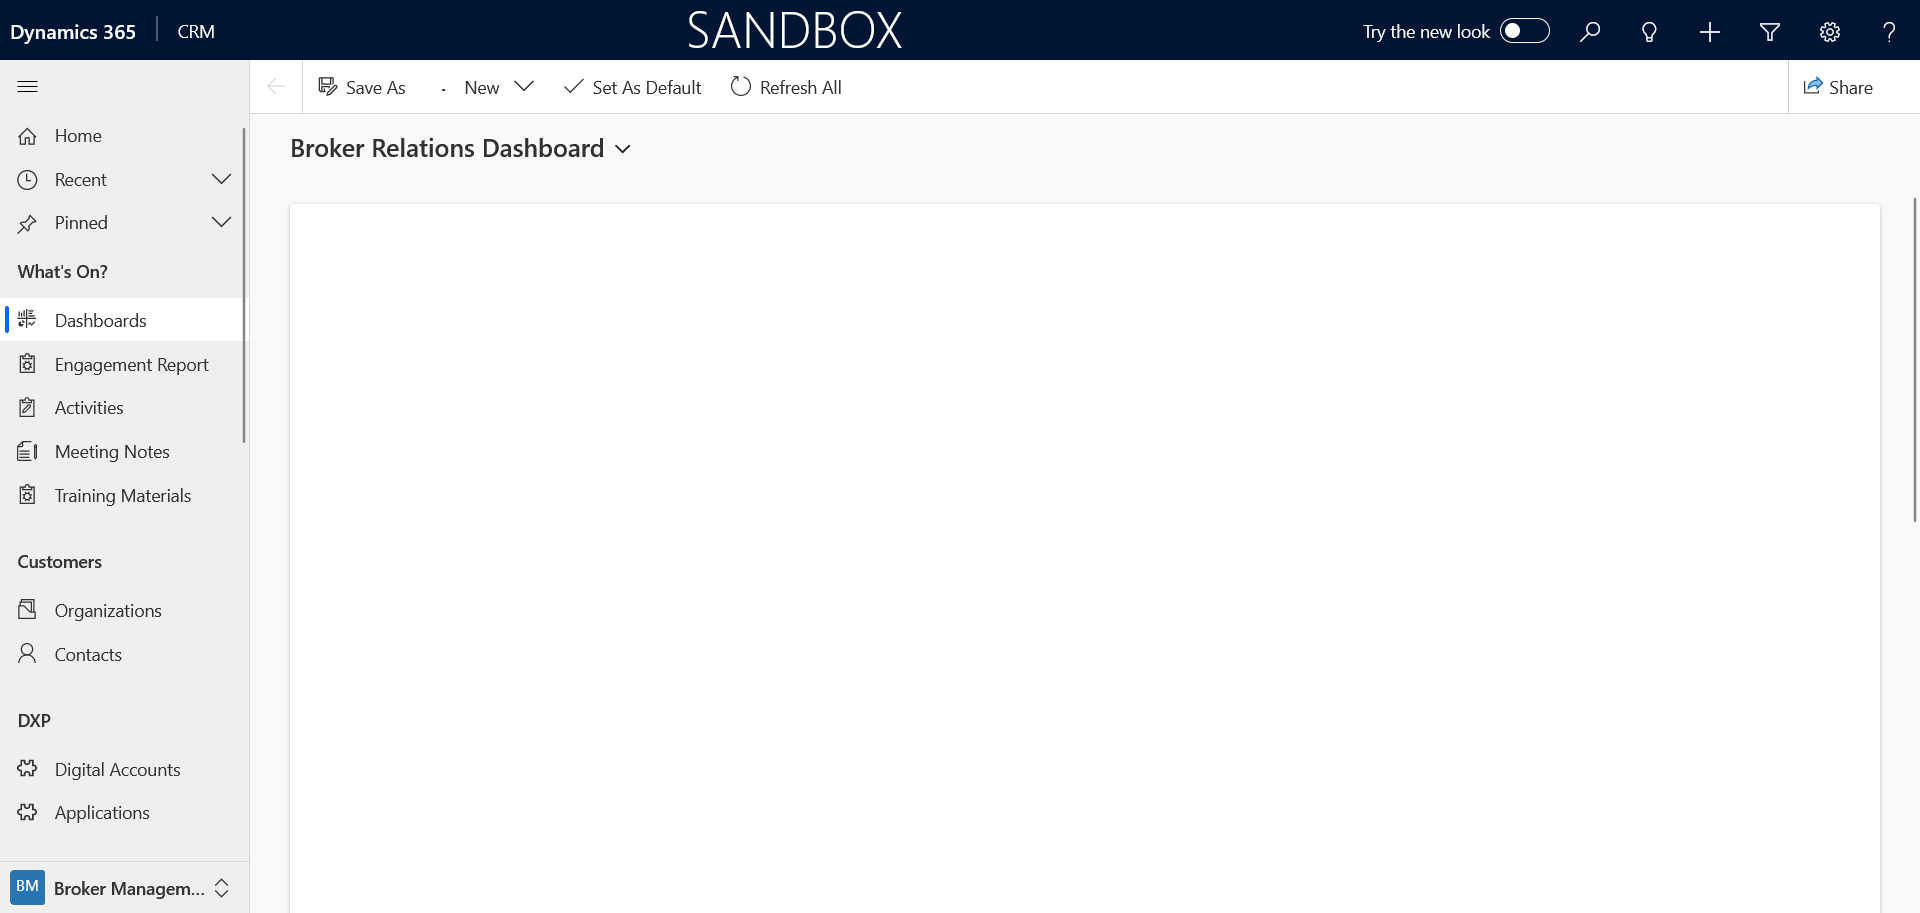 Dynamics 365
CRM
SANDBOX
Try the new look
Save As
New
Set As Default
Refresh All
Share
Home
Recent
Pinned
What's On?
Dashboards
Engagement Report
Activities
Meeting Notes
Training Materials
Customers
Organizations
Contacts
DXP
Digital Accounts
Applications
BM
Broker Managem...
Broker Relations Dashboard